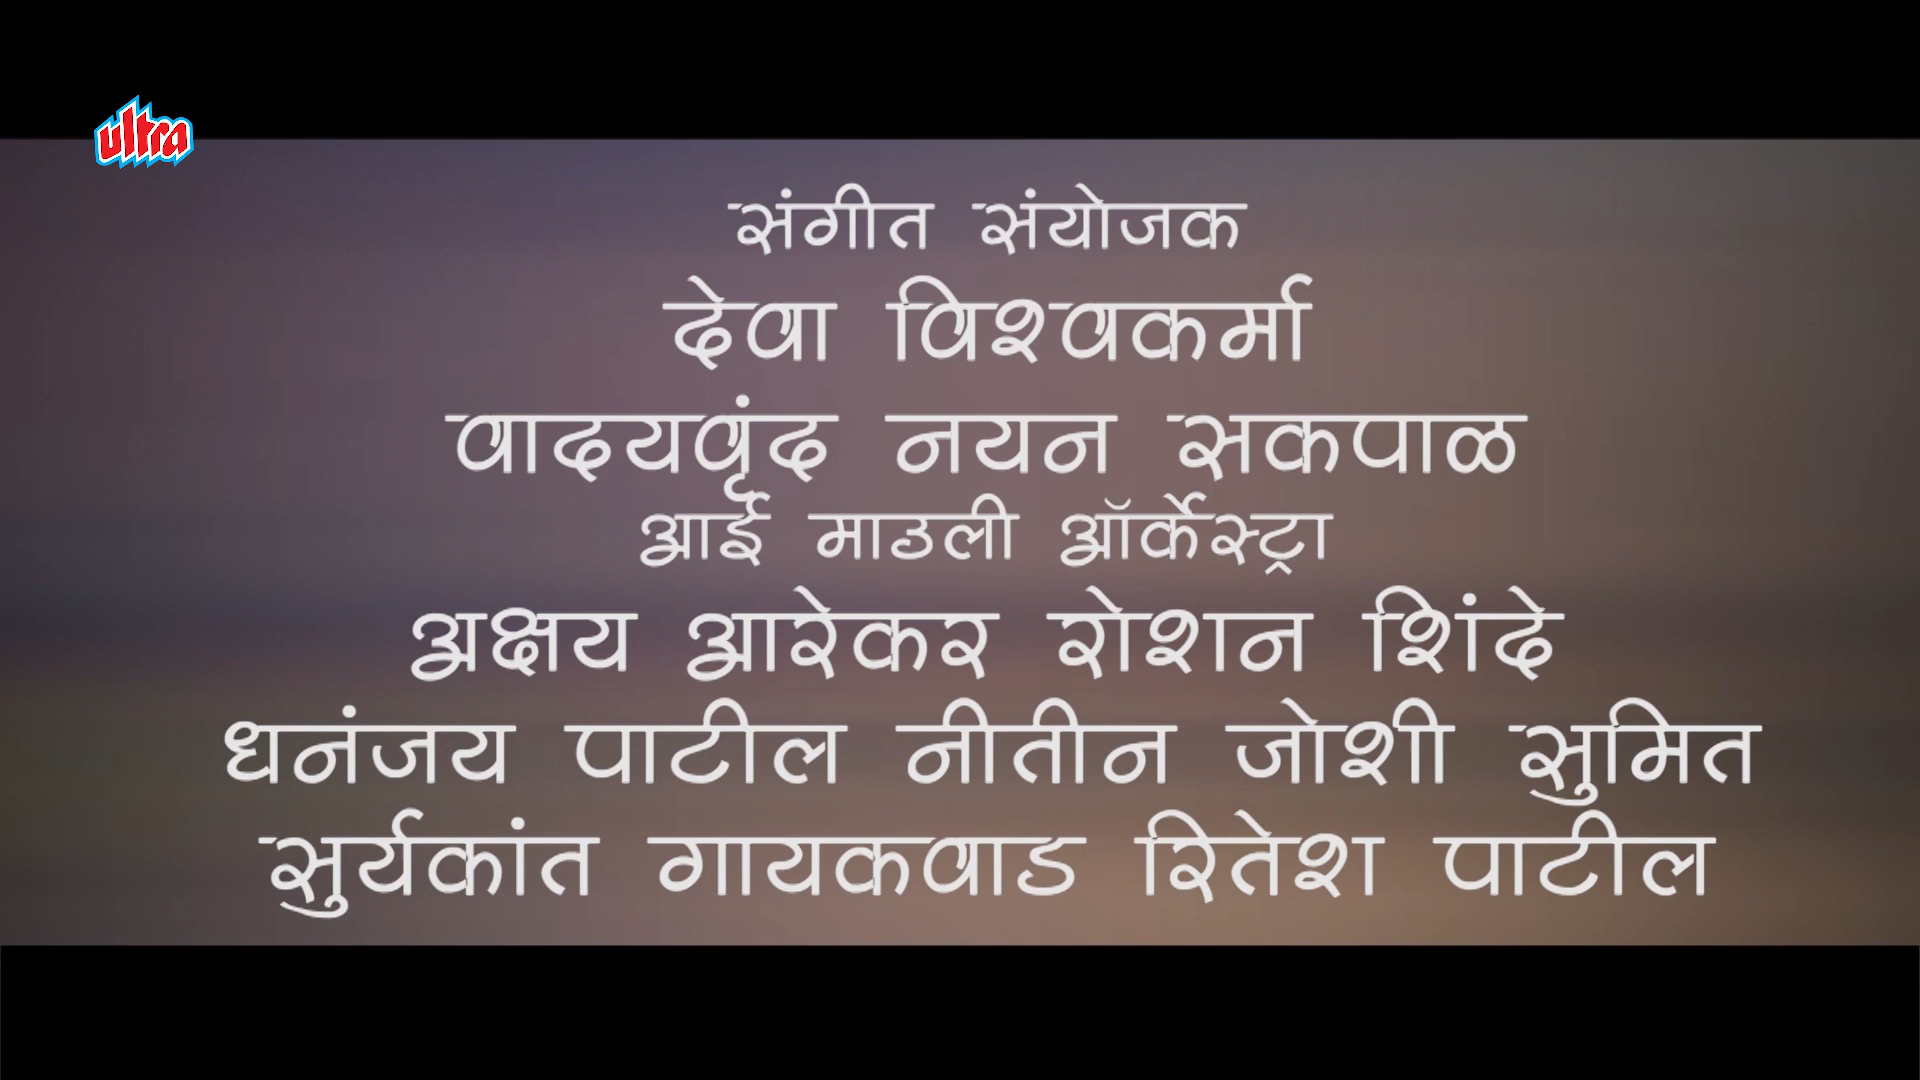 ultra
संगीत संयोजक
देवा विश्वकर्मा
वादयवृंद नयन सकपाळ
आई माउली ऑर्केस्ट्रा
अक्षय आरेकर रोशन शिंदे
धनंजय पाटील नीतीन जोशी सुमित
सुर्यकांत गायकवाड रितेश पाटील